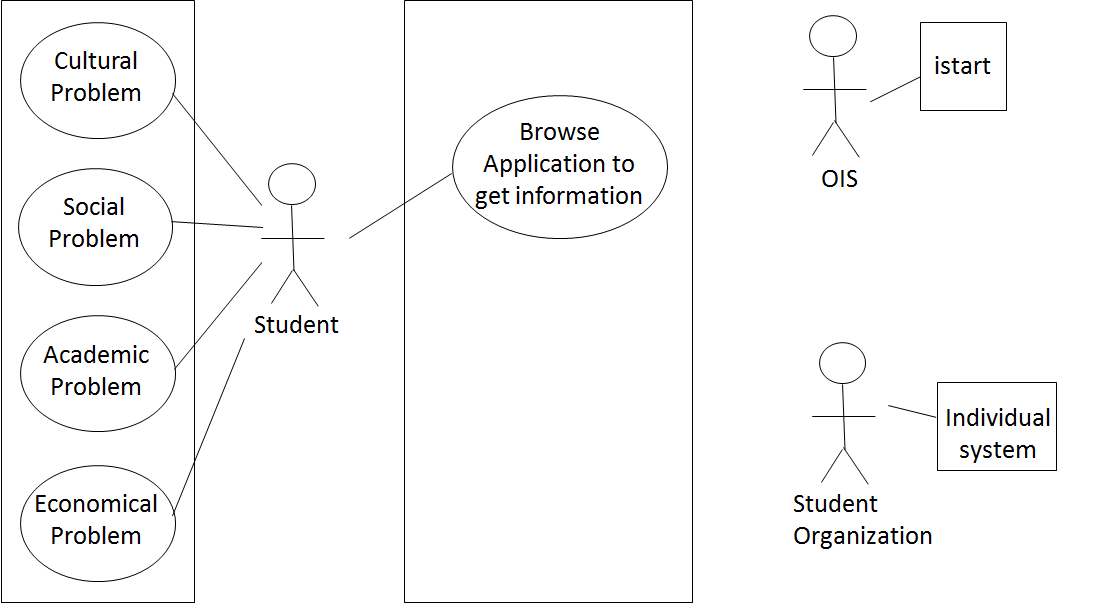 Cultural
Problem
Social
Problem
Academic
Problem
Economical
Problem
Student
Browse
Application to
get information
istart
OIS
Individual
system
Student
Organization